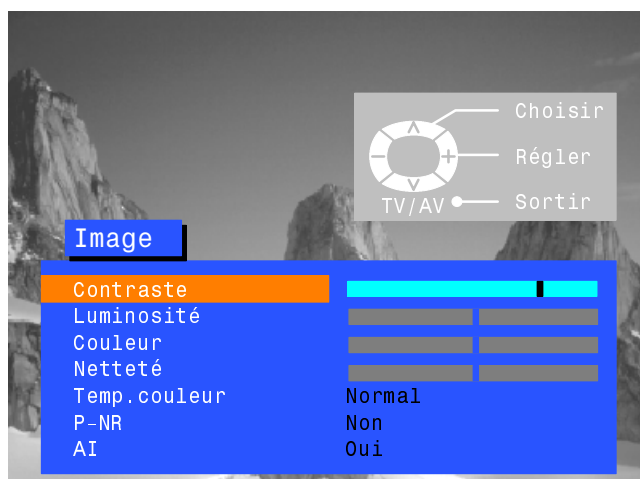 Choisir
Régler
TV/AV Sortir
Image
Contraste
Luminosité
Couleur
Netteté
Temp.couleur Normal
P-NR Non
AI Oui